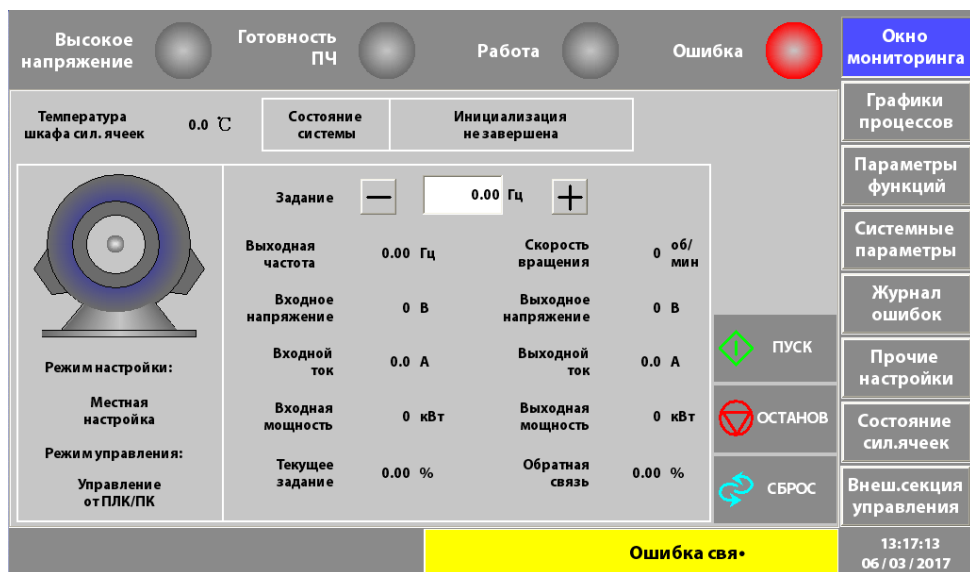 Высокое
напряжение
Готовность
ПЧ
Работа
Ошибка
Окно
мониторинга
Температура
шкафа сил. ячеек
0.0 ℃
Состояние
системы
Инициализация
не завершена
Графики
процессов
Параметры
функций
Системные
параметры
Журнал
ошибок
Прочие
настройки
Состояние
сил.ячеек
Внеш.секция
управления
Задание
0.00 Гц
Выходная
частота
0.00 Гц
Скорость
вращения
0 об/
мин
Входное
напряжение
0 В
Выходное
напряжение
0 В
Входной
ток
0.0 А
Выходной
ток
0.0 А
Входная
мощность
0 кВт
Выходная
мощность
0 кВт
Текущее
задание
0.00 %
Обратная
связь
0.00 %
Режим настройки:
Местная
настройка
Режим управления:
Управление
от ПЛК/ПК
ПУСК
ОСТАНОВ
СБРОС
Ошибка свя•
13:17:13
06/03/2017